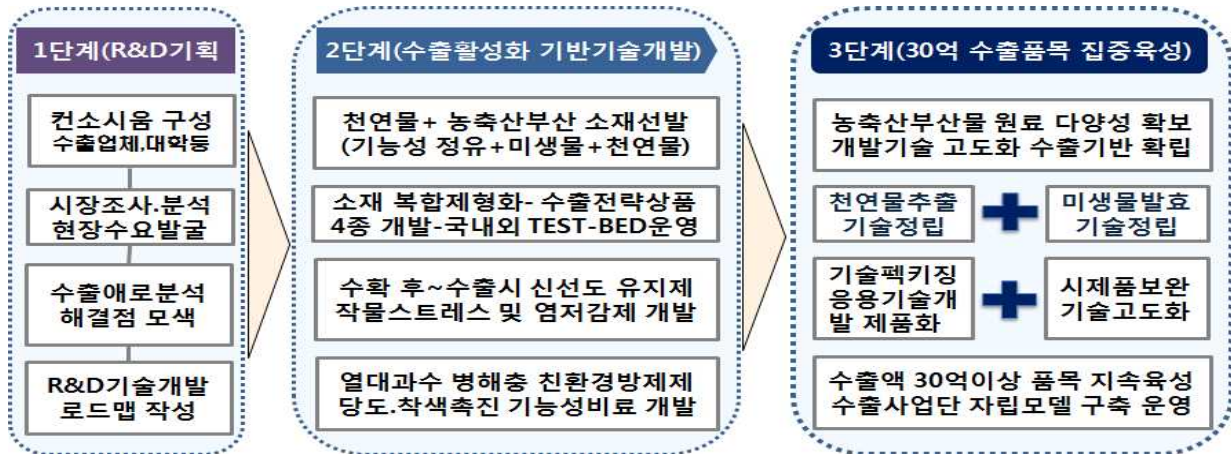 1단계(R&D기획
컨소시움 구성
수출업체,대학등
시장조사.분석
현장수요발굴
수출애로분석
해결점 모색
R&D기술개발
로드맵 작성
2단계(수출활성화 기반기술개발)
천연물+ 농축산부산 소재선발
(기능성 정유+미생물+천연물)
소재 복합제형화- 수출전략상품
4종 개발-국내외 TEST-BED운영
수확 후~수출시 신선도 유지제
작물스트레스 및 염저감제 개발
열대과수 병해충 친환경방제제
당도.착색촉진 기능성비료 개발
3단계(30억 수출품목 집중육성)
농축산부산물 원료 다양성 확보
개발기술 고도화 수출기반 확립
천연물추출
기술정립
미생물발효
기술정립
기술펙키징
응용기술개
발 제품화
시제품보완
기술고도화
수출액 30억이상 품목 지속육성
수출사업단 자립모델 구축 운영